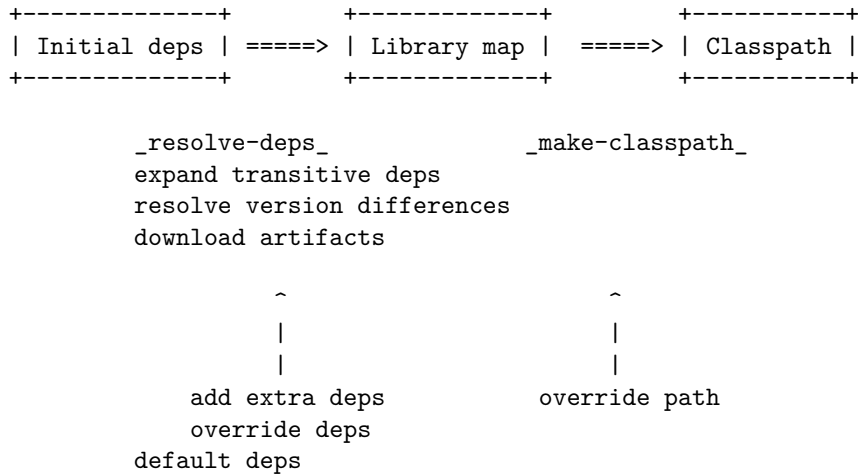 +--------------+ +-------------+ +-----------+
| Initial deps | =====> | Library map | =====> | Classpath |
+--------------+ +-------------+ +-----------+
_resolve-deps_ _make-classpath_
expand transitive deps
resolve version differences
download artifacts
^ ^
| |
| |
add extra deps override path
override deps
default deps